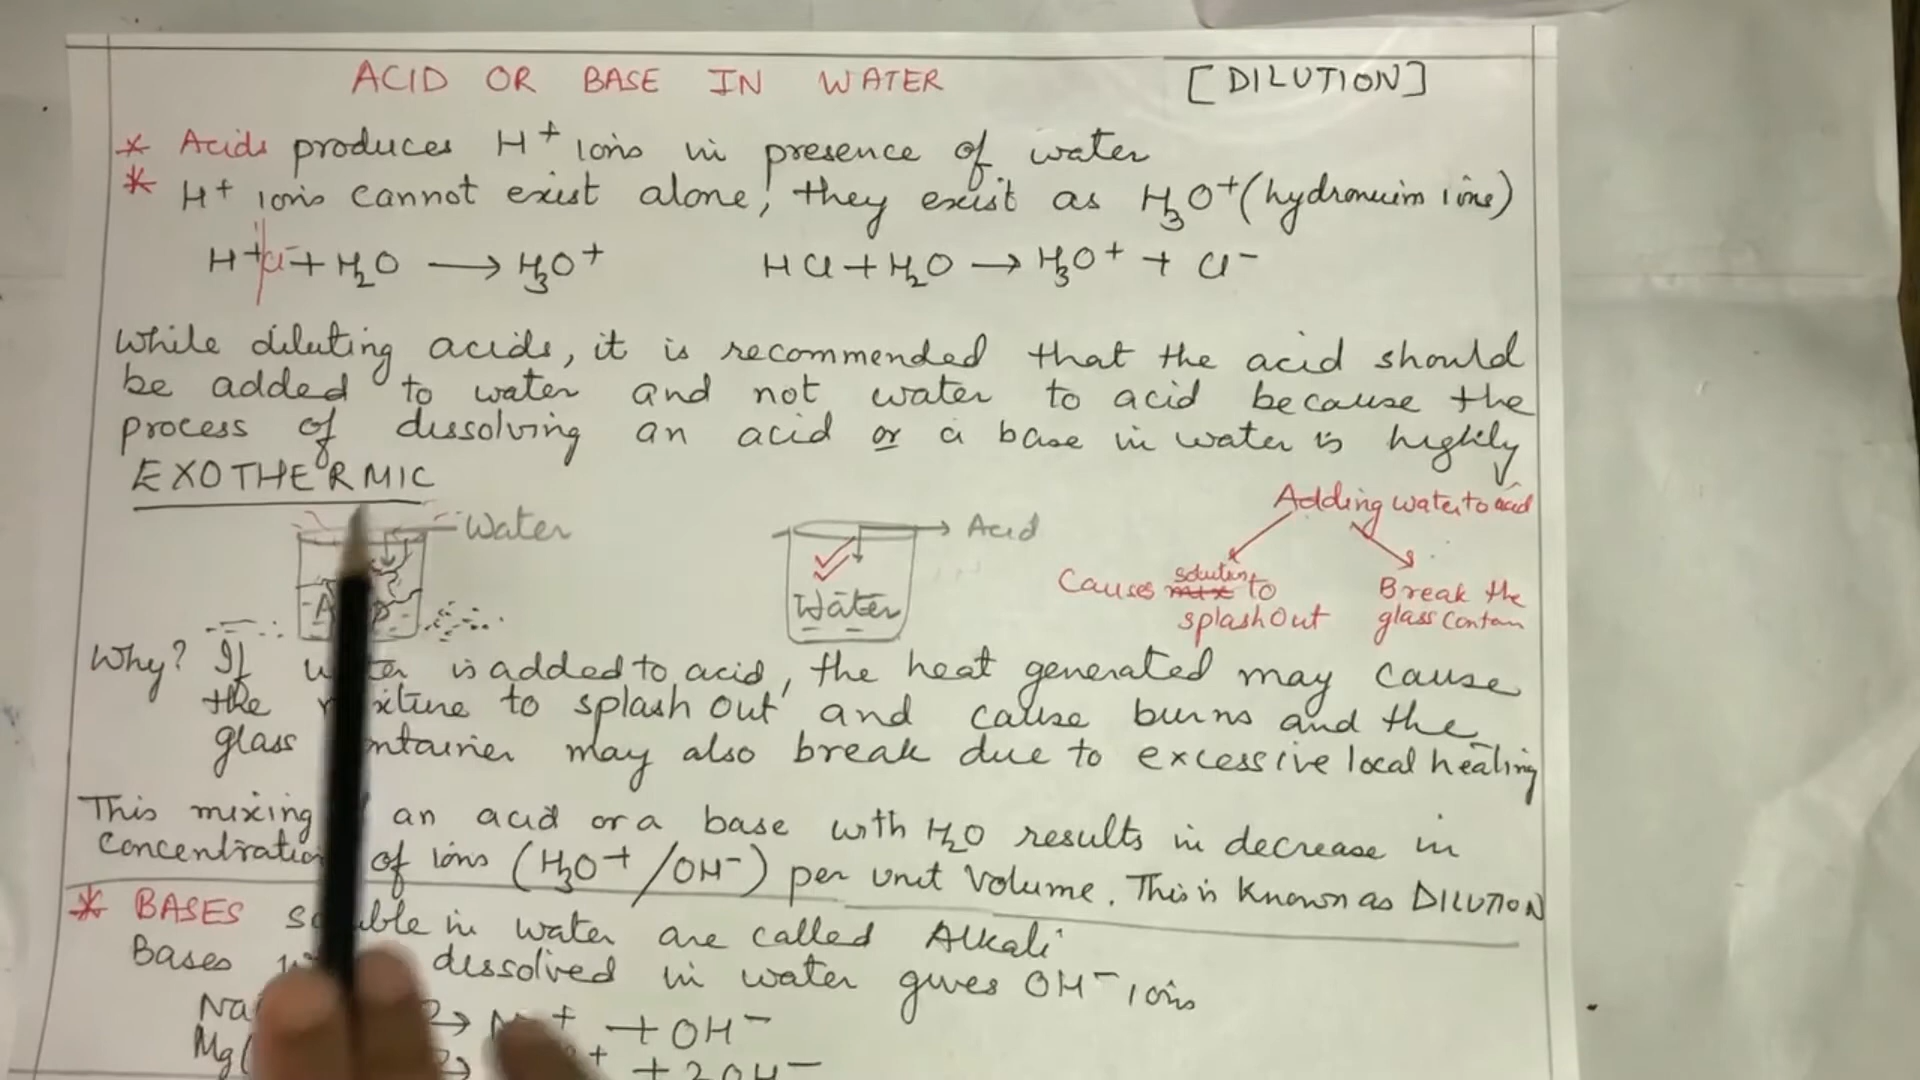 ACID OR BASE IN WATER [DILUTION]
* Acids produces H⁺ ions in presence of water
* H⁺ ions cannot exist alone, they exist as H₃O⁺ (hydronuim ions)
H⁺Cl⁻ + H₂O → H₃O⁺ HCl + H₂O → H₃O⁺ + Cl⁻
While diluting acids, it is recommended that the acid should
be added to water and not water to acid because the
process of dissolving an acid or a base in water is highly
EXOTHERMIC
Water
Acid
Water
Adding water to acid
Causes solution to
splash out
Break the
glass contain
Why? If is added to acid, the heat generated may cause
the to splash out and cause burns and the
glass may also break due to excessive local heating
This mixing an acid or a base with H₂O results in decrease in
concentration of ions (H₃O⁺/OH⁻) per unit volume. This is known as DILUTION
* BASES in water are called Alkali
Bases dissolved in water gives OH⁻ ions
Na → + OH⁻
Mg( → + 2OH⁻